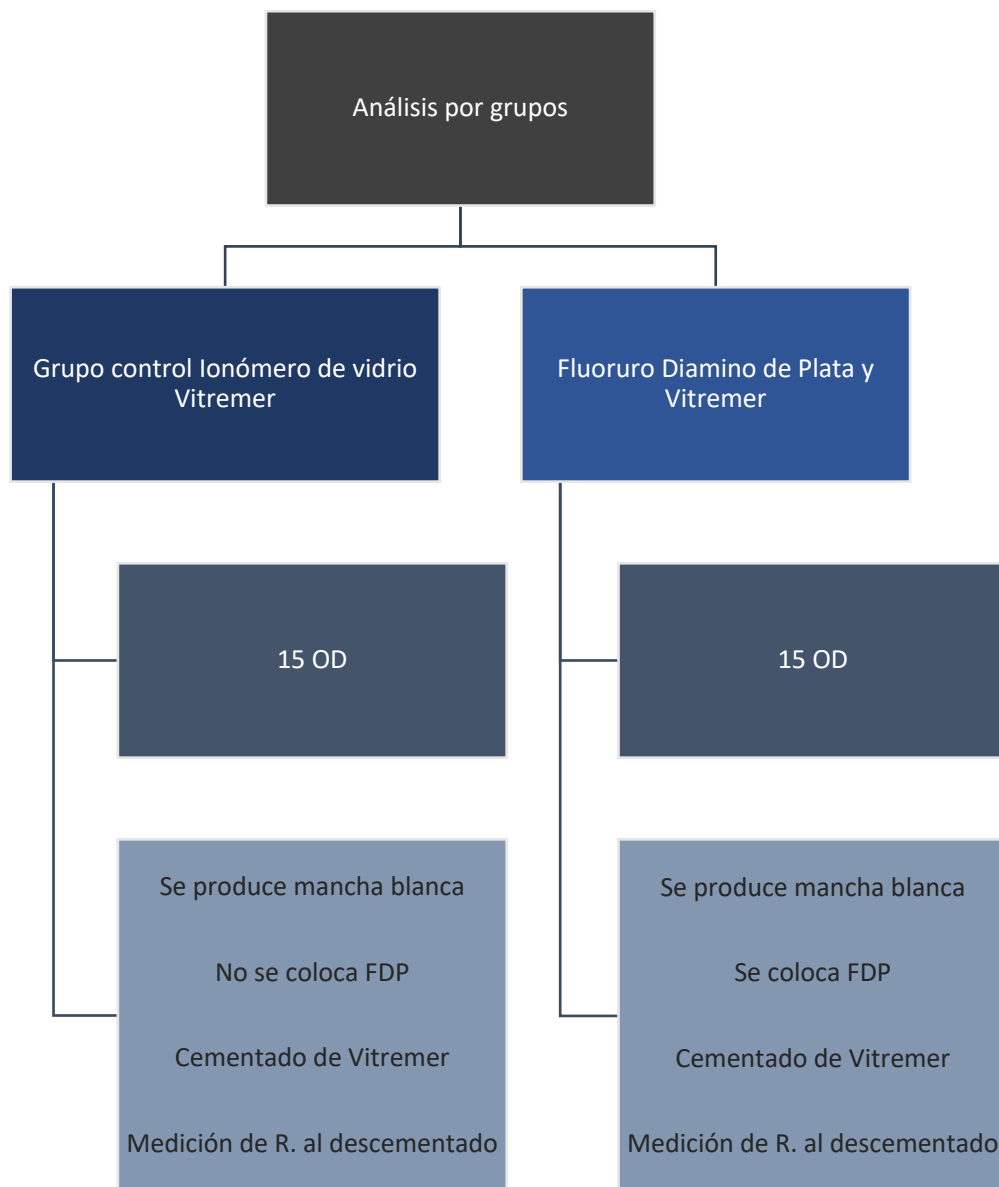 Análisis por grupos
Grupo control Ionómero de vidrio
Vitremer
Fluoruro Diamino de Plata y
Vitremer
15 OD
15 OD
Se produce mancha blanca
No se coloca FDP
Cementado de Vitremer
Medición de R. al descementado
Se produce mancha blanca
Se coloca FDP
Cementado de Vitremer
Medición de R. al descementado